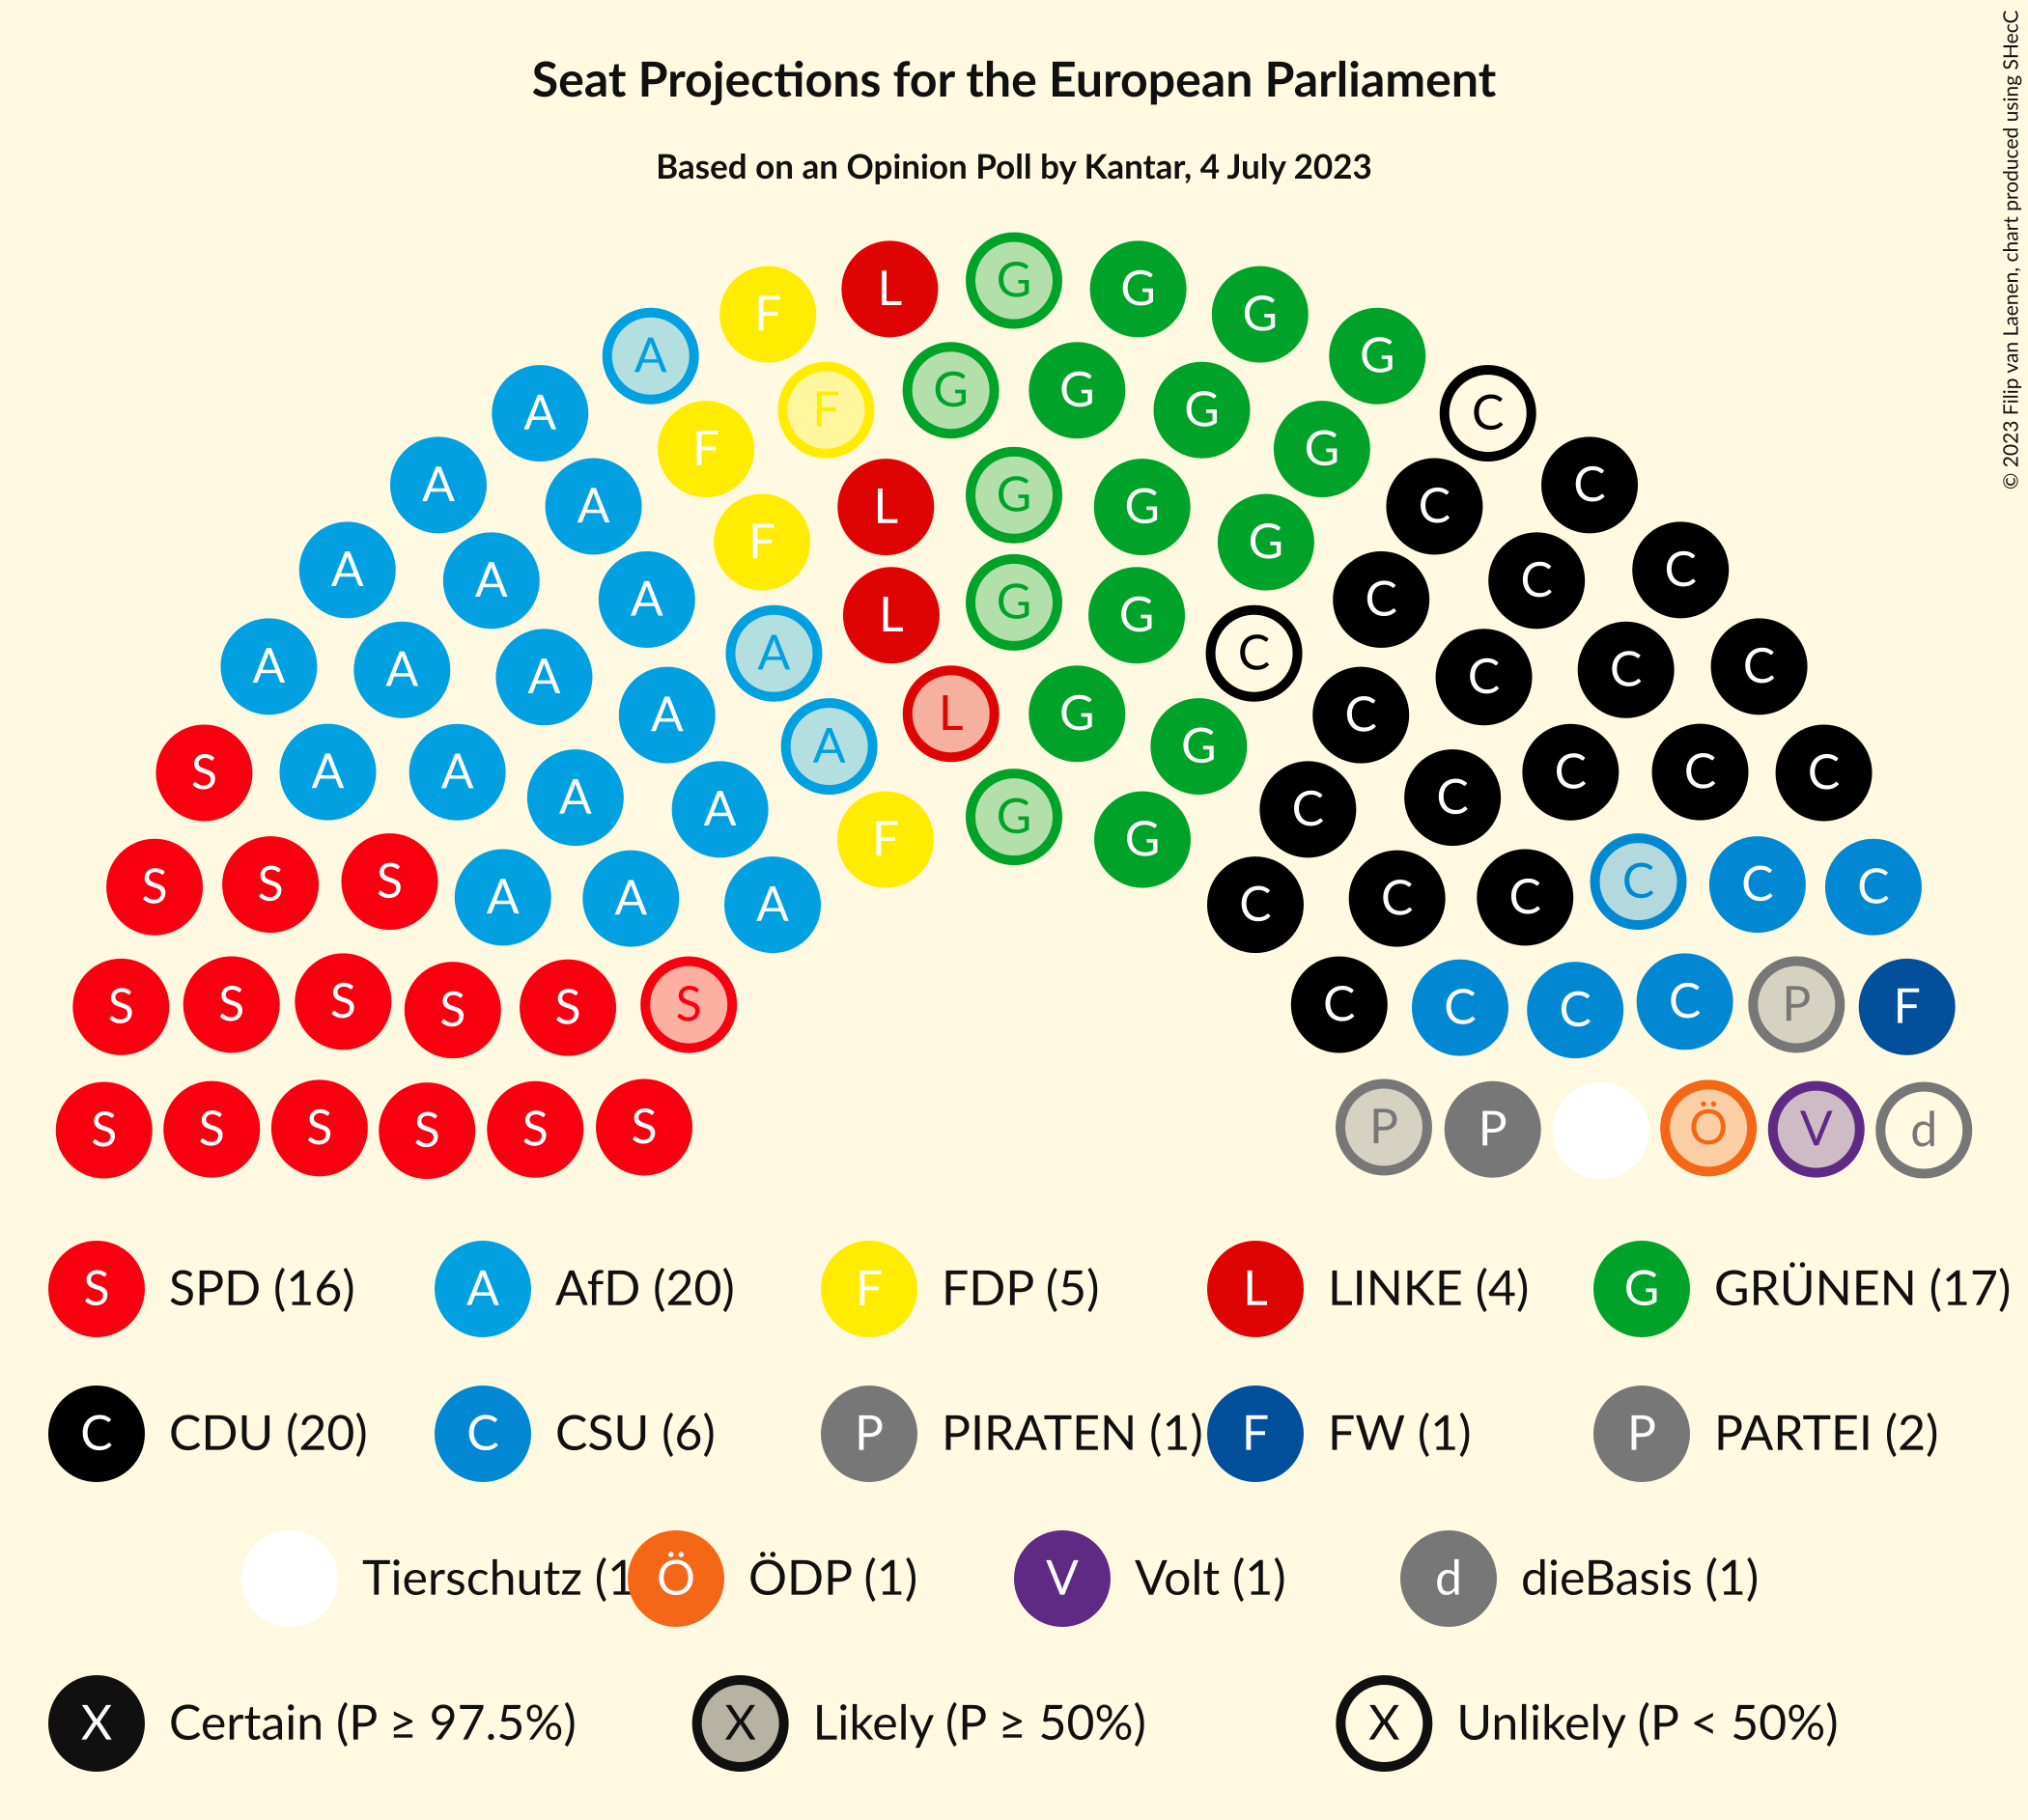 Seat Projections for the European Parliament
Based on an Opinion Poll by Kantar, 4 July 2023
© 2023 Filip van Laenen, chart produced using SHecC
L G G
F G F G
A G G G A
F G G G
A F G C
A L G G A
F C C C
A L G G A
F G C C
A A C C
A L G G A
A C C C
A A L G C
A A C C C C
A G A
S A A C C C C C
A A C C
F G G
S S S A A A C C C C C C
S S S S S S C C C C P F
S S S S S S P P Ö V d
S SPD (16) A AfD (20) F FDP (5) L LINKE (4) G GRÜNEN (17)
C CDU (20) C CSU (6) P PIRATEN (1) F FW (1) P PARTEI (2)
Tierschutz (1 Ö ÖDP (1) V Volt (1) d dieBasis (1)
X Certain (P ≥ 97.5%) X Likely (P ≥ 50%) X Unlikely (P < 50%)